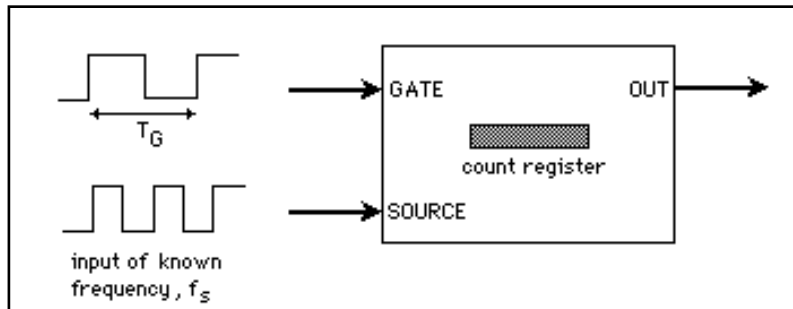 GATE
OUT
T_G
count register
SOURCE
input of known
frequency, f_s